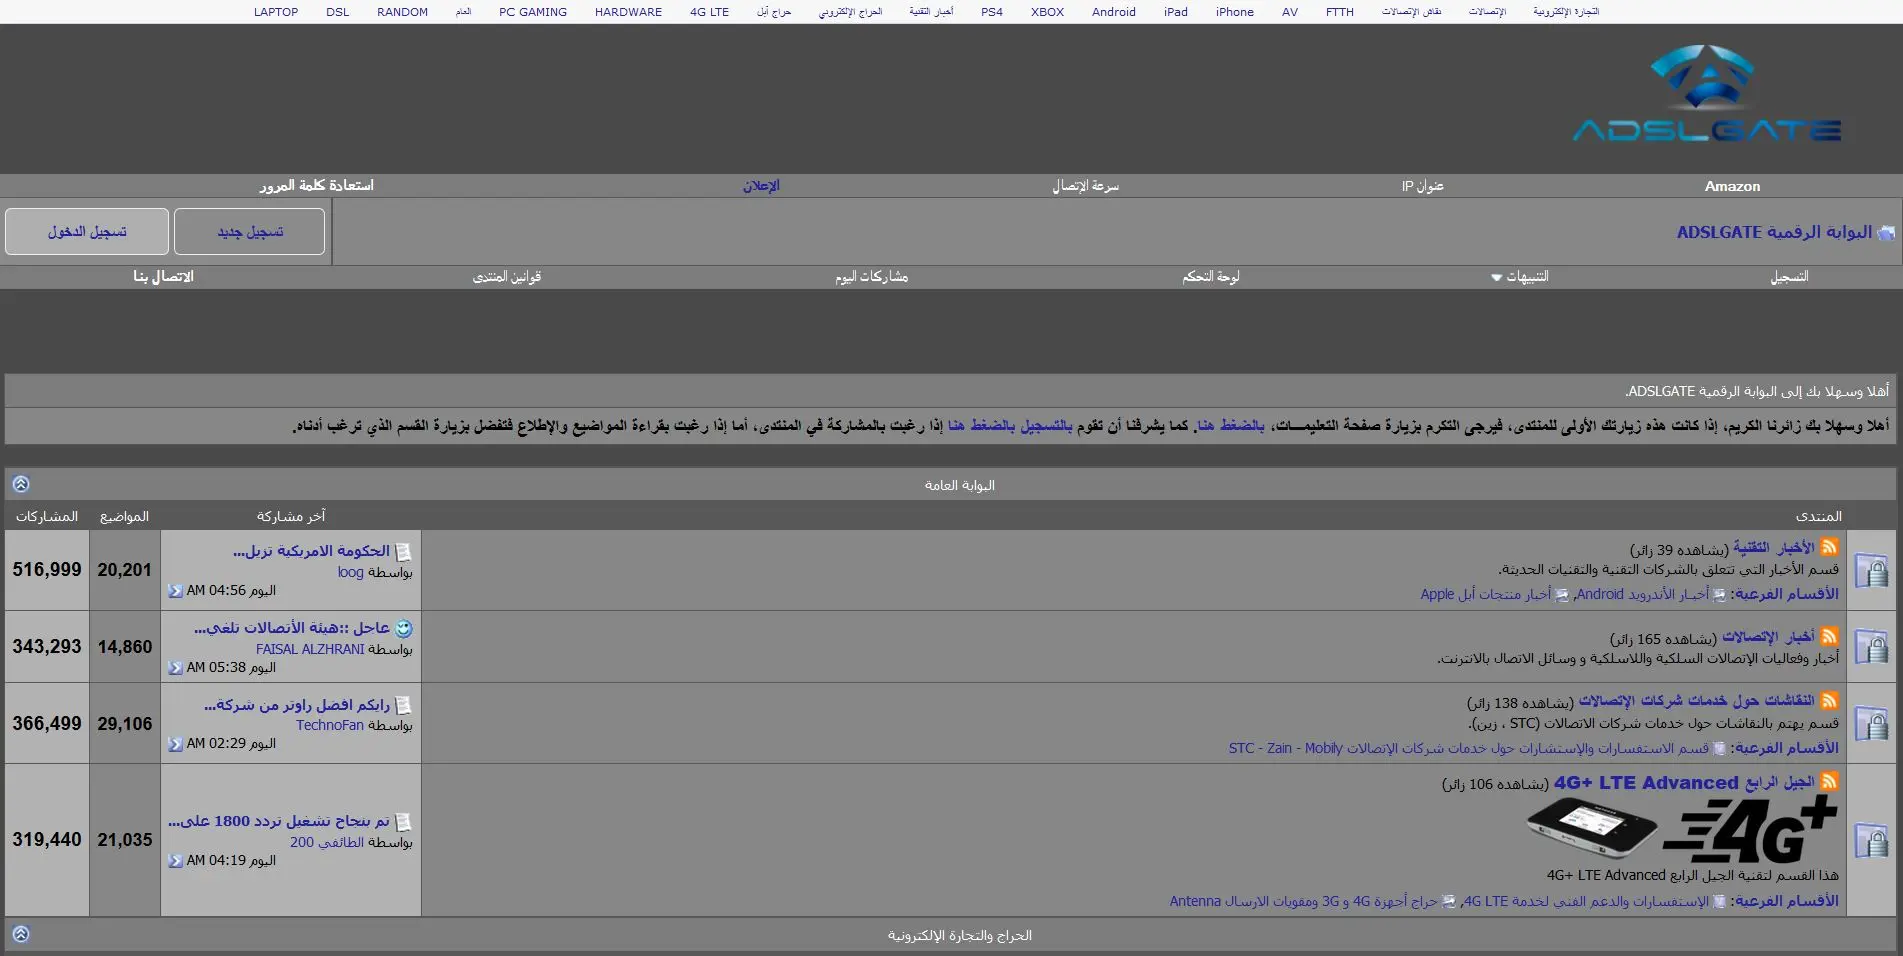 التجارة الإلكترونية الإتصالات نقاش الإتصالات FTTH AV iPhone iPad Android XBOX PS4 أخبار التقنية الحراج الإلكتروني حراج أبل 4G LTE HARDWARE PC GAMING العام RANDOM DSL LAPTOP
ADSLGATE
Amazon عنوان IP سرعة الإتصال الإعلان استعادة كلمة المرور
البوابة الرقمية ADSLGATE تسجيل جديد تسجيل الدخول
التسجيل التنبيهات لوحة التحكم مشاركات اليوم قوانين المنتدى الاتصال بنا
أهلا وسهلا بك إلى البوابة الرقمية ADSLGATE.
أهلا وسهلا بك زائرنا الكريم، إذا كانت هذه زيارتك الأولى للمنتدى، فيرجى التكرم بزيارة صفحة التعليمـــات، بالضغط هنا. كما يشرفنا أن تقوم بالتسجيل بالضغط هنا إذا رغبت بالمشاركة في المنتدى، أما إذا رغبت بقراءة المواضيع والإطلاع فتفضل بزيارة القسم الذي ترغب أدناه.
البوابة العامة
المنتدى آخر مشاركة المواضيع المشاركات
الأخبار التقنية (يشاهده 39 زائر)
قسم الأخبار التي تتعلق بالشركات التقنية والتقنيات الحديثة.
الأقسام الفرعية: أخبـار الأندرويد Android, أخبار منتجات أبل Apple
الحكومة الامريكية تزيل...
بواسطة loog
اليوم 04:56 AM
20,201 516,999
أخبار الإتصالات (يشاهده 165 زائر)
أخبار وفعاليات الإتصالات السلكية واللاسلكية و وسائل الاتصال بالانترنت.
عاجل ::هيئة الأتصالات تلغي...
بواسطة FAISAL ALZHRANI
اليوم 05:38 AM
14,860 343,293
النقاشات حول خدمات شركات الإتصالات (يشاهده 138 زائر)
قسم يهتم بالنقاشات حول خدمات شركات الاتصالات (STC ، زين).
الأقسام الفرعية: قسم الاستفسارات والإستشارات حول خدمات شركات الإتصالات STC - Zain - Mobily
رايكم افضل راوتر من شركة...
بواسطة TechnoFan
اليوم 02:29 AM
29,106 366,499
الجيل الرابع 4G+ LTE Advanced (يشاهده 106 زائر)
4G+
هذا القسم لتقنية الجيل الرابع 4G+ LTE Advanced
الأقسام الفرعية: الإستفسارات والدعم الفني لخدمة 4G LTE, حراج أجهزة 4G و 3G ومقويات الارسال Antenna
تم بنجاح تشغيل تردد 1800 على...
بواسطة الطائفي 200
اليوم 04:19 AM
21,035 319,440
الحراج والتجارة الإلكترونية